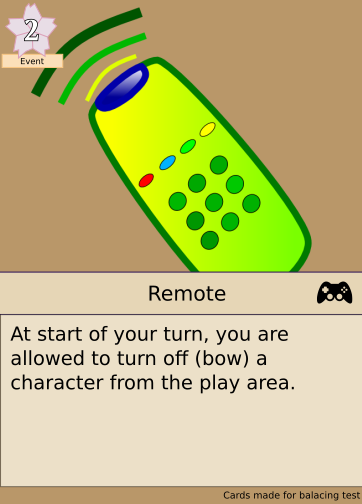 2
Event
Remote
At start of your turn, you are
allowed to turn off (bow) a
character from the play area.
Cards made for balacing test